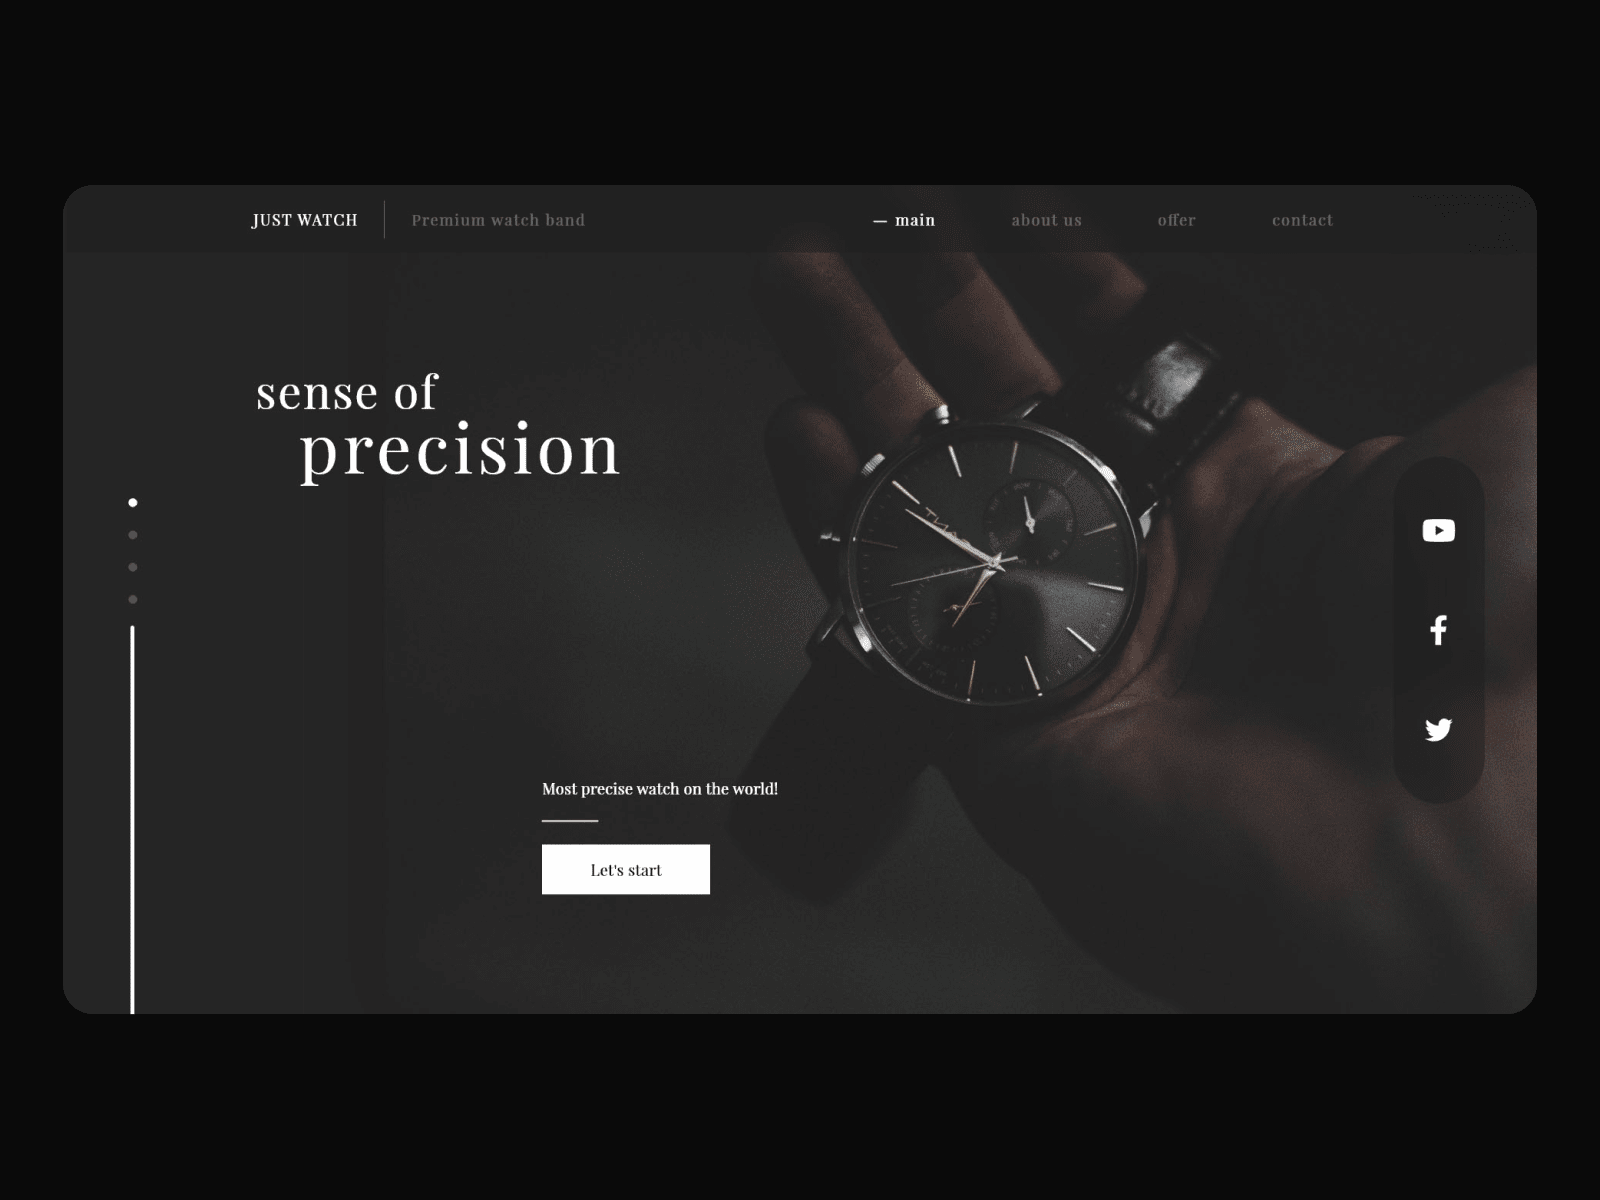 JUST WATCH
Premium watch band
— main
about us
offer
contact
sense of
precision
Most precise watch on the world!
Let's start